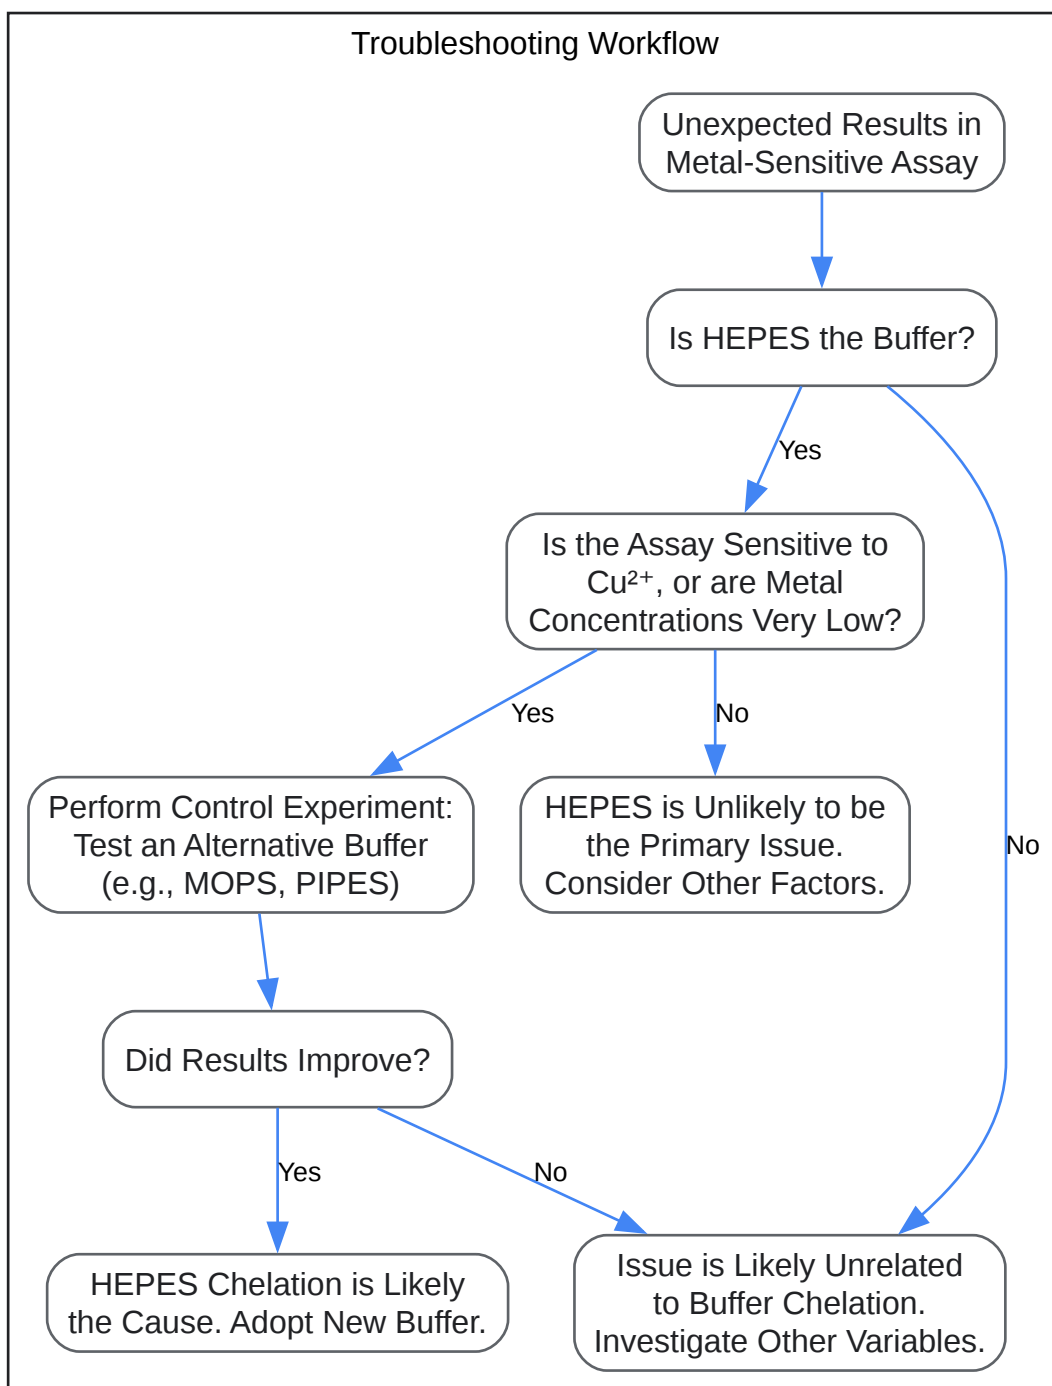 Troubleshooting Workflow
Unexpected Results in
Metal-Sensitive Assay
Is HEPES the Buffer?
Yes
Is the Assay Sensitive to
Cu²⁺, or are Metal
Concentrations Very Low?
Yes
No
Perform Control Experiment:
Test an Alternative Buffer
(e.g., MOPS, PIPES)
HEPES is Unlikely to be
the Primary Issue.
Consider Other Factors.
No
Did Results Improve?
Yes
No
HEPES Chelation is Likely
the Cause. Adopt New Buffer.
Issue is Likely Unrelated
to Buffer Chelation.
Investigate Other Variables.